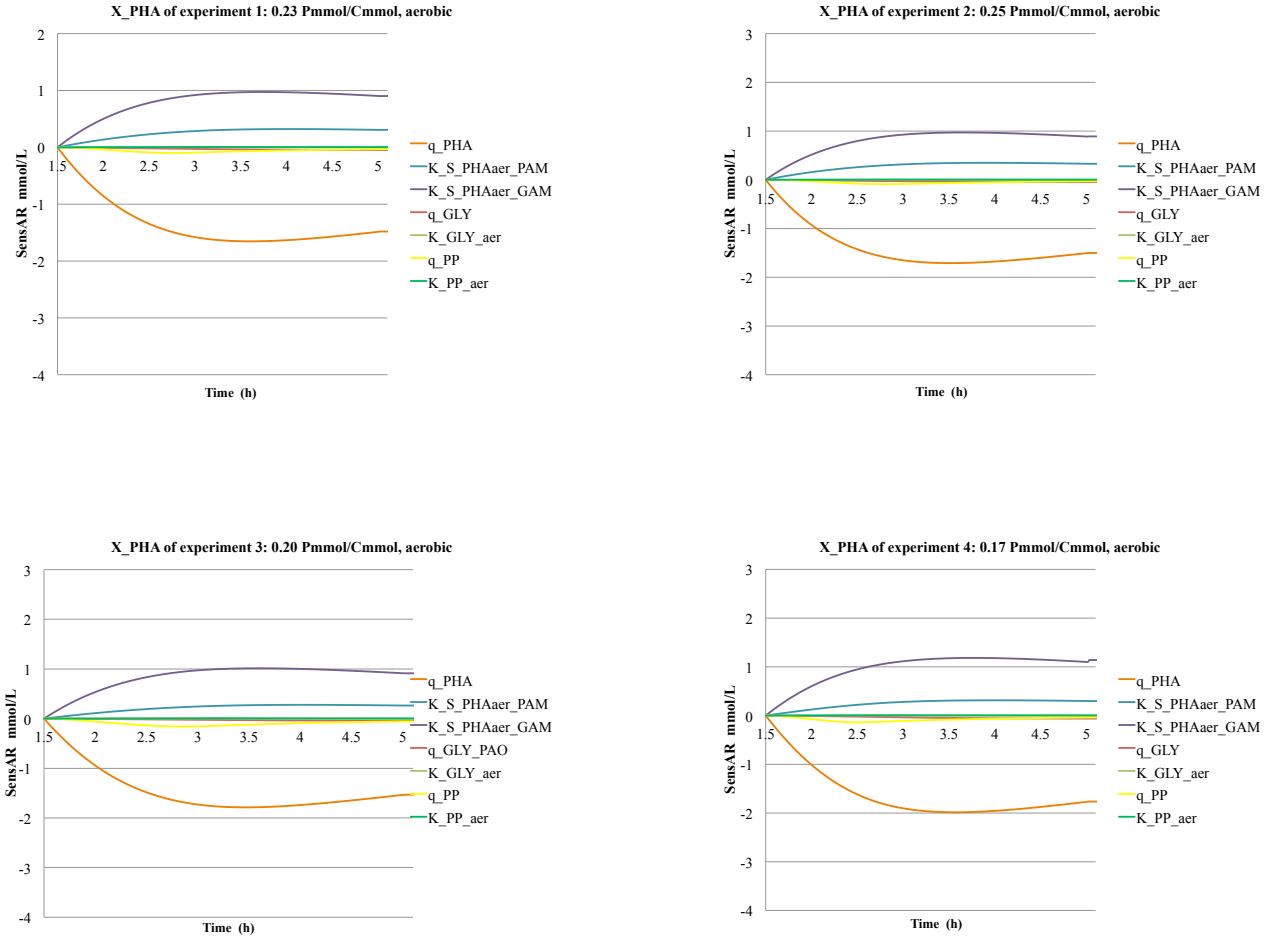 X_PHA of experiment 1: 0.23 Pmmol/Cmmol, aerobic
2
1
0
-1
-2
-3
-4
SensAR mmol/L
1.5 2 2.5 3 3.5 4 4.5 5
Time (h)
q_PHA
K_S_PHAaer_PAM
K_S_PHAaer_GAM
q_GLY
K_GLY_aer
q_PP
K_PP_aer
X_PHA of experiment 2: 0.25 Pmmol/Cmmol, aerobic
3
2
1
0
-1
-2
-3
-4
SensAR mmol/L
1.5 2 2.5 3 3.5 4 4.5 5
Time (h)
q_PHA
K_S_PHAaer_PAM
K_S_PHAaer_GAM
q_GLY
K_GLY_aer
q_PP
K_PP_aer
X_PHA of experiment 3: 0.20 Pmmol/Cmmol, aerobic
3
2
1
0
-1
-2
-3
-4
SensAR mmol/L
1.5 2 2.5 3 3.5 4 4.5 5
Time (h)
q_PHA
K_S_PHAaer_PAM
K_S_PHAaer_GAM
q_GLY_PAO
K_GLY_aer
q_PP
K_PP_aer
X_PHA of experiment 4: 0.17 Pmmol/Cmmol, aerobic
3
2
1
0
-1
-2
-3
-4
SensAR mmol/L
1.5 2 2.5 3 3.5 4 4.5 5
Time (h)
q_PHA
K_S_PHAaer_PAM
K_S_PHAaer_GAM
q_GLY
K_GLY_aer
q_PP
K_PP_aer